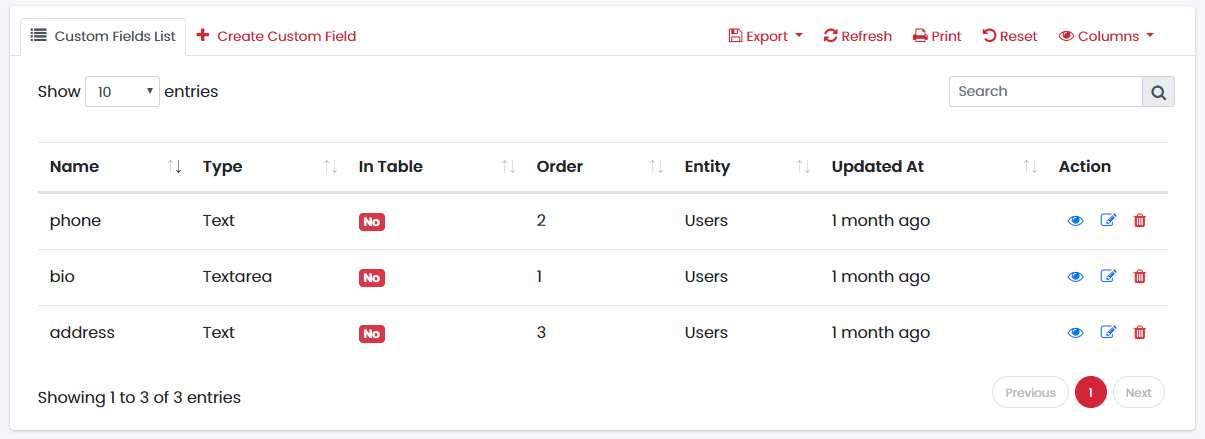 Custom Fields List Create Custom Field Export Refresh Print Reset Columns
Show 10 entries Search
Name Type In Table Order Entity Updated At Action
phone Text No 2 Users 1 month ago
bio Textarea No 1 Users 1 month ago
address Text No 3 Users 1 month ago
Showing 1 to 3 of 3 entries Previous 1 Next